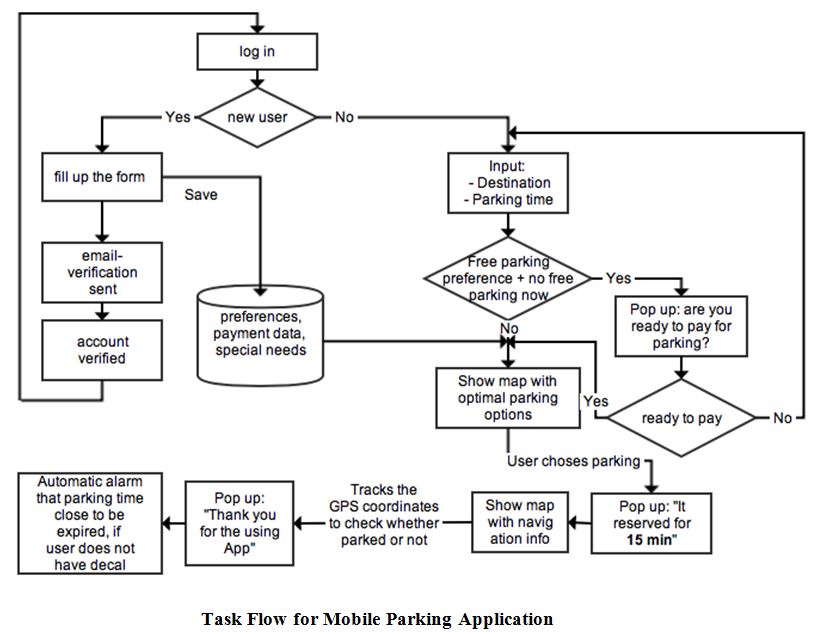 log in
Yes
new user
No
fill up the form
Save
Input:
- Destination
- Parking time
email-
verification
sent
Free parking
preference + no free
parking now
Yes
Pop up: are you
ready to pay for
parking?
preferences,
payment data,
special needs
No
account
verified
Show map with
optimal parking
options
Yes
ready to pay
No
User choses parking
Automatic alarm
that parking time
close to be
expired, if
user does not
have decal
Pop up:
"Thank you
for the using
App"
Tracks the
GPS coordinates
to check whether
parked or not
Show map
with navig
ation info
Pop up: "It
reserved for
15 min"
Task Flow for Mobile Parking Application